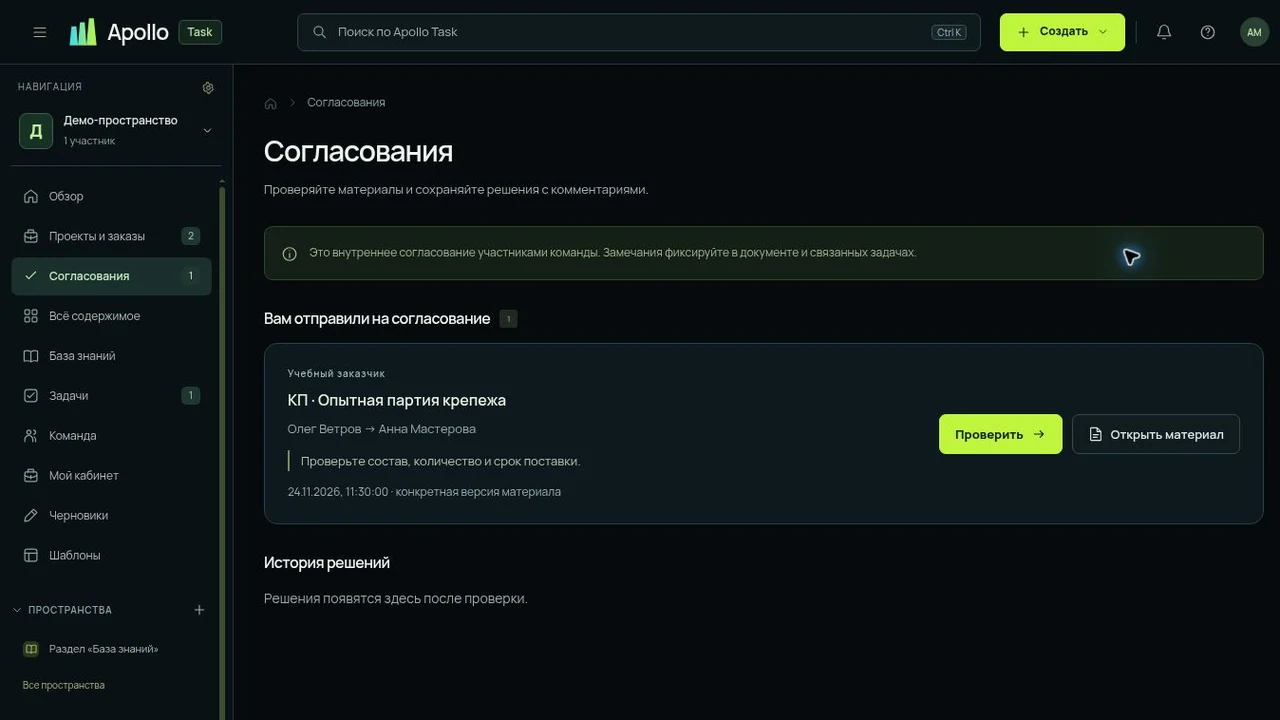 Apollo
Task
Поиск по Apollo Task
Ctrl K
Создать
AM
НАВИГАЦИЯ
Д
Демо-пространство
1 участник
Обзор
Проекты и заказы
2
Согласования
1
Всё содержимое
База знаний
Задачи
1
Команда
Мой кабинет
Черновики
Шаблоны
ПРОСТРАНСТВА
Раздел «База знаний»
Все пространства
Согласования
Согласования
Проверяйте материалы и сохраняйте решения с комментариями.
Это внутреннее согласование участниками команды. Замечания фиксируйте в документе и связанных задачах.
Вам отправили на согласование
1
Учебный заказчик
КП · Опытная партия крепежа
Олег Ветров → Анна Мастерова
Проверьте состав, количество и срок поставки.
24.11.2026, 11:30:00 · конкретная версия материала
Проверить →
Открыть материал
История решений
Решения появятся здесь после проверки.